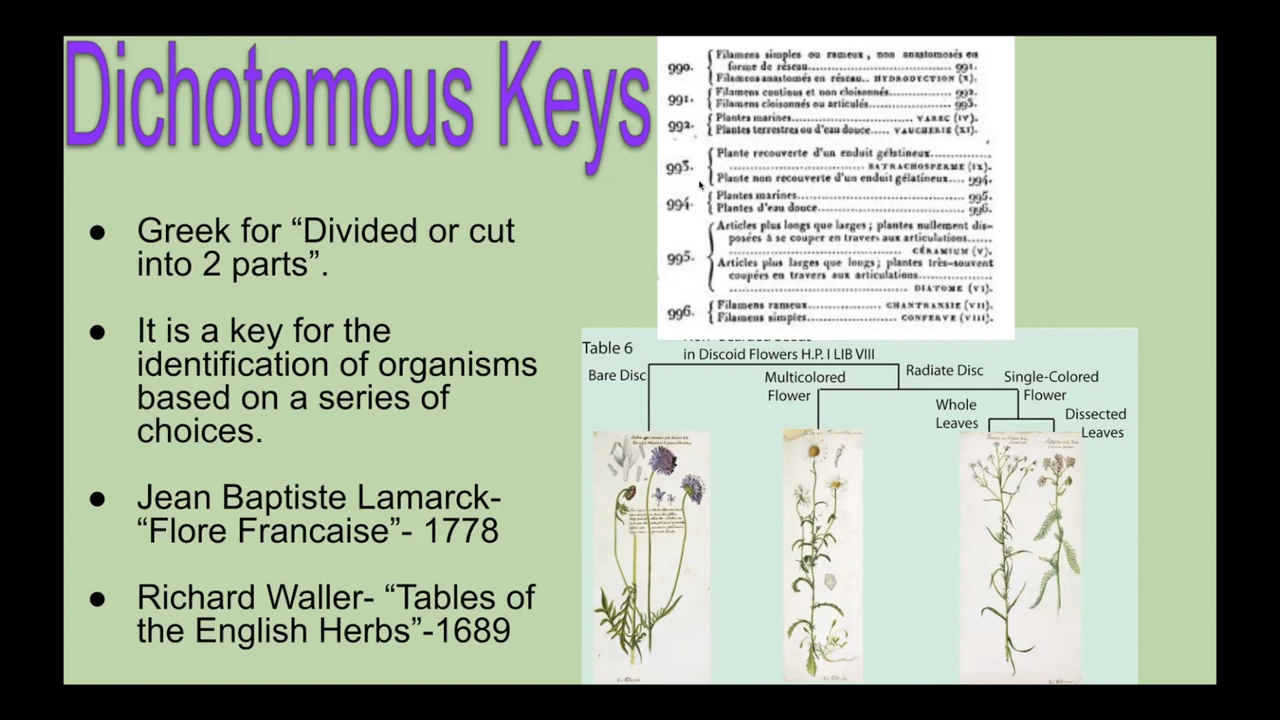 Dichotomous Keys
● Greek for “Divided or cut
into 2 parts”.
● It is a key for the
identification of organisms
based on a series of
choices.
● Jean Baptiste Lamarck-
“Flore Francaise”- 1778
● Richard Waller- “Tables of
the English Herbs”-1689
990. { Filamens simples ou rameux, non anastomosés en
forme de réseau.................... 991.
Filamens anastomés en réseau.. HYDRODYCTION (X).
991. { Filamens continus et non cloisonnés............ 992.
Filamens cloisonnés ou articulés............ 993.
992. { Plantes marines............ VAREC (IV).
Plantes terrestres ou d'eau douce..... VAUCHERIE (XI).
993. { Plante recouverte d'un enduit gélatineux............
............ BATRACHOSPERME (IX).
Plante non recouverte d'un enduit gélatineux.... 994.
994. { Plantes marines............ 995.
Plantes d'eau douce............ 996.
995. { Articles plus longs que larges; plantes nullement dis-
posées à se couper en travers aux articulations......
............ CÉRAMIUM (V).
Articles plus larges que longs; plantes très-souvent
coupées en travers aux articulations............
............ DIATOME (VI).
996. { Filamens rameux............ CHANTRANSIE (VII).
Filamens simples............ CONFERVE (VIII).
Table 6
in Discoid Flowers H.P. I LIB VIII
Bare Disc
Radiate Disc
Multicolored
Flower
Single-Colored
Flower
Whole
Leaves
Dissected
Leaves